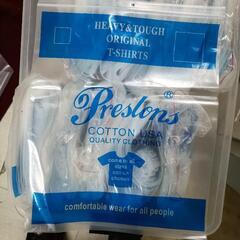 HEAVY&TOUGH
ORIGINAL
T-SHIRTS
Prestons
®
COTTON USA
QUALITY CLOTHING
comfortable wear for all people